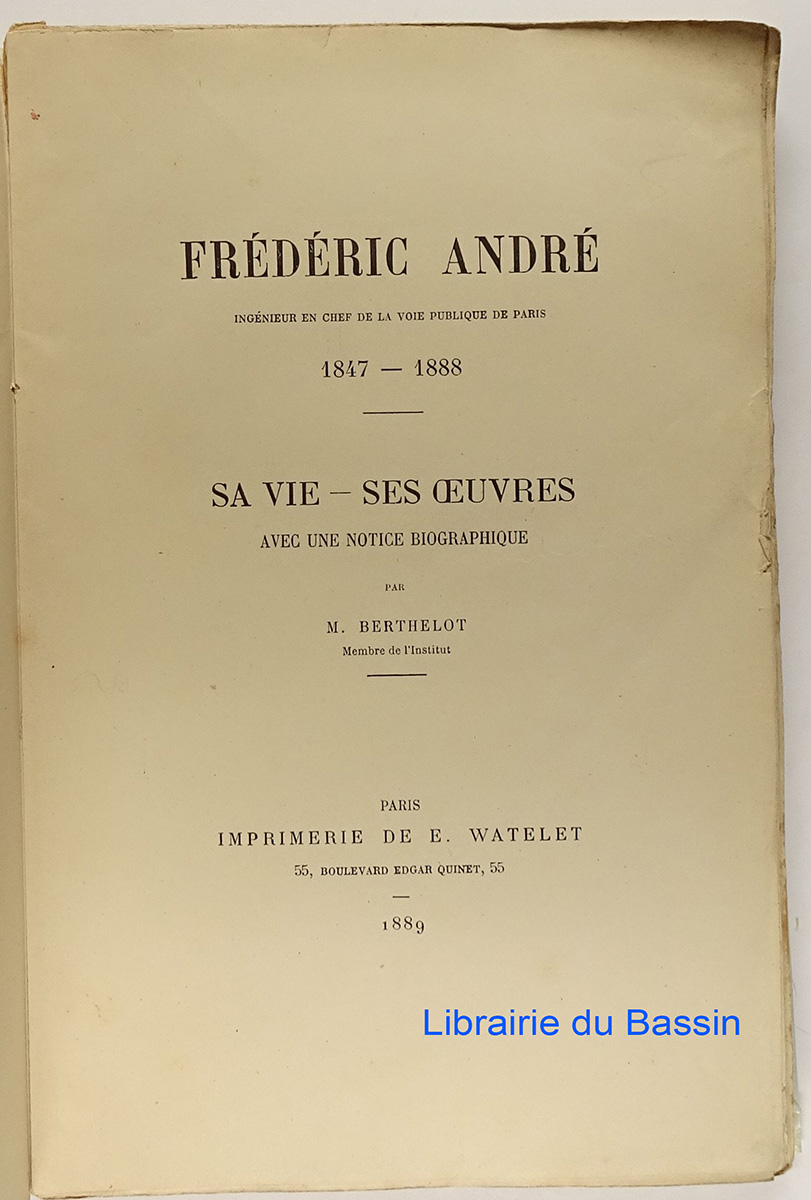 FRÉDÉRIC ANDRÉ
INGÉNIEUR EN CHEF DE LA VOIE PUBLIQUE DE PARIS
1847 — 1888
SA VIE — SES ŒUVRES
AVEC UNE NOTICE BIOGRAPHIQUE
PAR
M. BERTHELOT
Membre de l'Institut
PARIS
IMPRIMERIE DE E. WATELET
55, BOULEVARD EDGAR QUINET, 55
1889
Librairie du Bassin